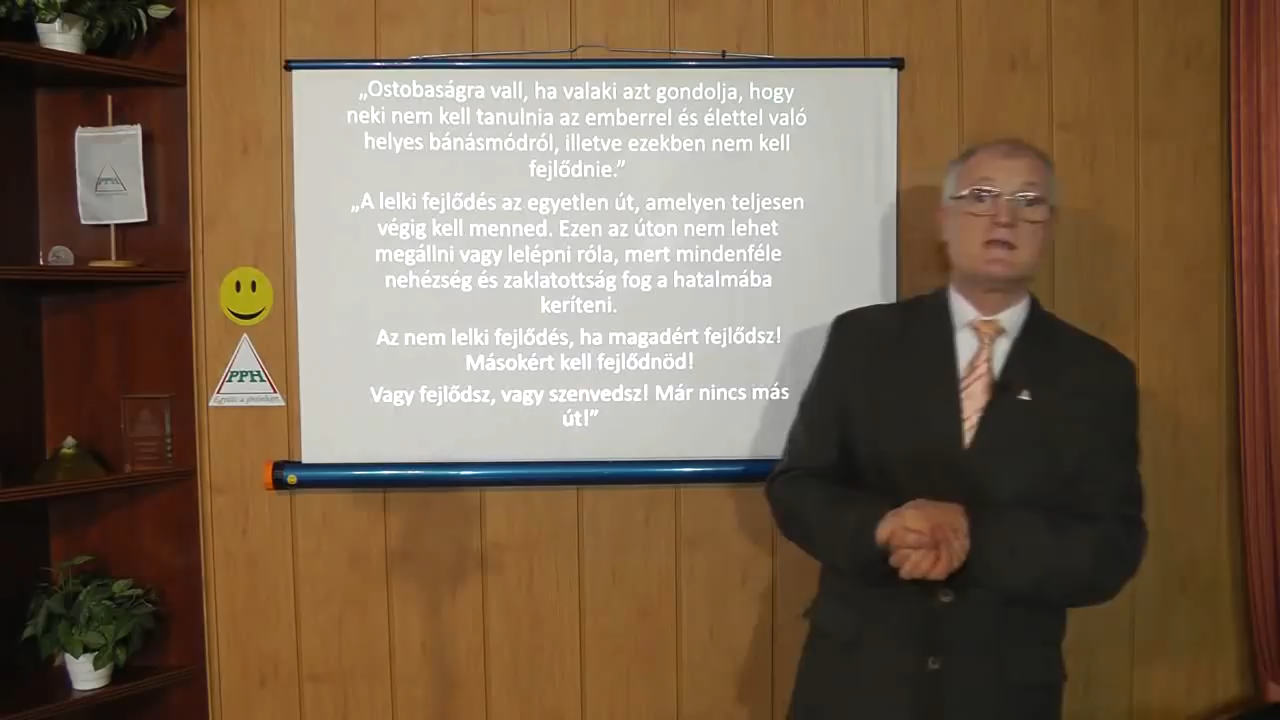 „Ostobaságra vall, ha valaki azt gondolja, hogy
neki nem kell tanulnia az emberrel és élettel való
helyes bánásmódról, illetve ezekben nem kell
fejlődnie.”
„A lelki fejlődés az egyetlen út, amelyen teljesen
végig kell menned. Ezen az úton nem lehet
megállni vagy lelépni róla, mert mindenféle
nehézség és zaklatottság fog a hatalmába
keríteni.
Az nem lelki fejlődés, ha magadért fejlődsz!
Másokért kell fejlődnöd!
Vagy fejlődsz, vagy szenvedsz! Már nincs más
út!”
PPH
PPH